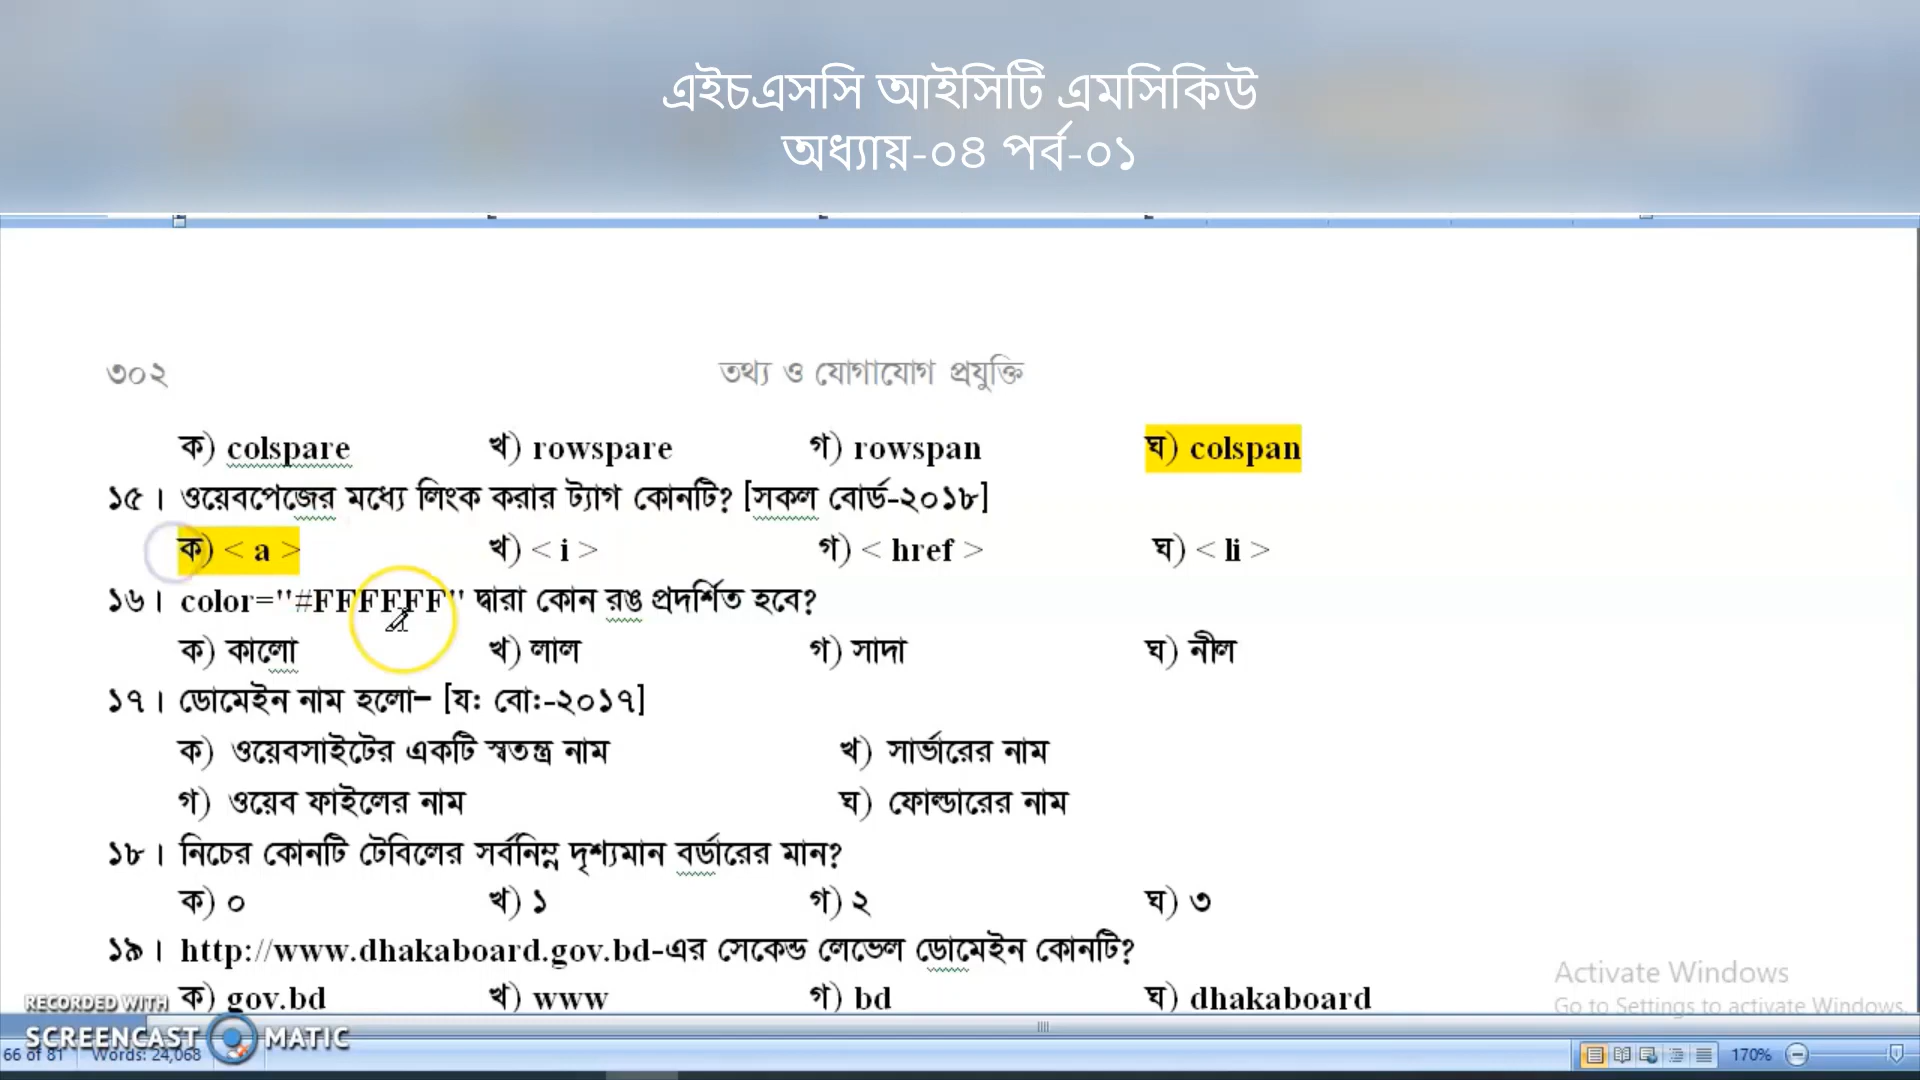 এইচএসসি আইসিটি এমসিকিউ
অধ্যায়-০৪ পর্ব-০১
৩০২ তথ্য ও যোগাযোগ প্রযুক্তি
ক) colspare খ) rowspare গ) rowspan ঘ) colspan
১৫। ওয়েবপেজের মধ্যে লিংক করার ট্যাগ কোনটি? [সকল বোর্ড-২০১৮]
ক) < a > খ) < i > গ) < href > ঘ) < li >
১৬। color="#FFFFFF" দ্বারা কোন রঙ প্রদর্শিত হবে?
ক) কালো খ) লাল গ) সাদা ঘ) নীল
১৭। ডোমেইন নাম হলো– [য: বো:-২০১৭]
ক) ওয়েবসাইটের একটি স্বতন্ত্র নাম খ) সার্ভারের নাম
গ) ওয়েব ফাইলের নাম ঘ) ফোল্ডারের নাম
১৮। নিচের কোনটি টেবিলের সর্বনিম্ন দৃশ্যমান বর্ডারের মান?
ক) ০ খ) ১ গ) ২ ঘ) ৩
১৯। http://www.dhakaboard.gov.bd-এর সেকেন্ড লেভেল ডোমেইন কোনটি?
ক) gov.bd খ) www গ) bd ঘ) dhakaboard
Activate Windows
Go to Settings to activate Windows.
RECORDED WITH
SCREENCAST MATIC
66 of 81 Words: 24,068 170%